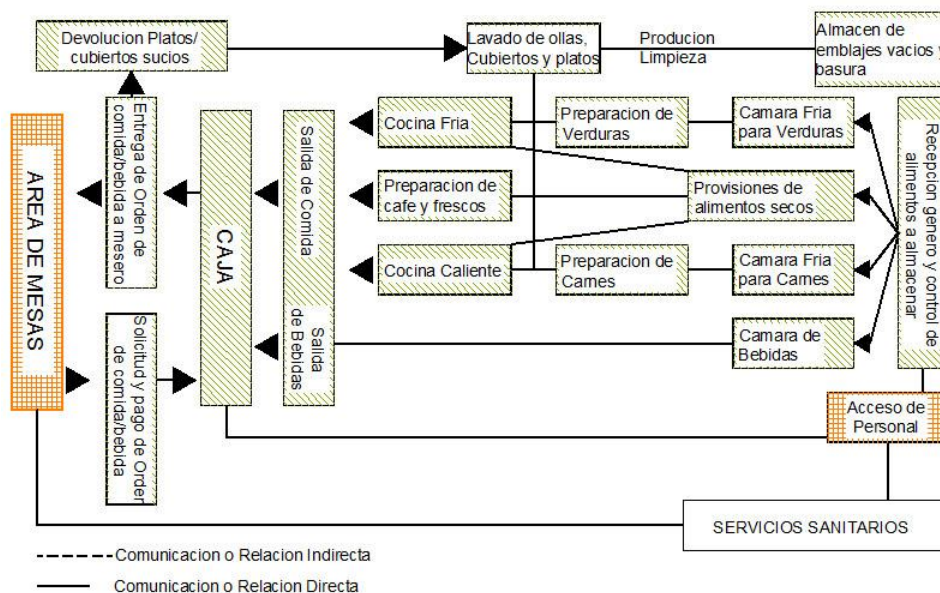 Devolucion Platos/
cubiertos sucios
Lavado de ollas,
Cubiertos y platos
Producion
Limpieza
Almacen de
emblajes vacios y
basura
AREA DE MESAS
Entrega de Orden de
comida/bebida a mesero
CAJA
Salida de Comida
Salida
de Bebidas
Cocina Fria
Preparacion de
Verduras
Camara Fria
para Verduras
Recepcion genero y control de
alimentos a almacenar
Preparacion de
cafe y frescos
Provisiones de
alimentos secos
Cocina Caliente
Preparacion de
Carnes
Camara Fria
para Carnes
Camara de
Bebidas
Solicitud y pago de Orden
de comida/bebida
Acceso de
Personal
SERVICIOS SANITARIOS
Comunicacion o Relacion Indirecta
Comunicacion o Relacion Directa